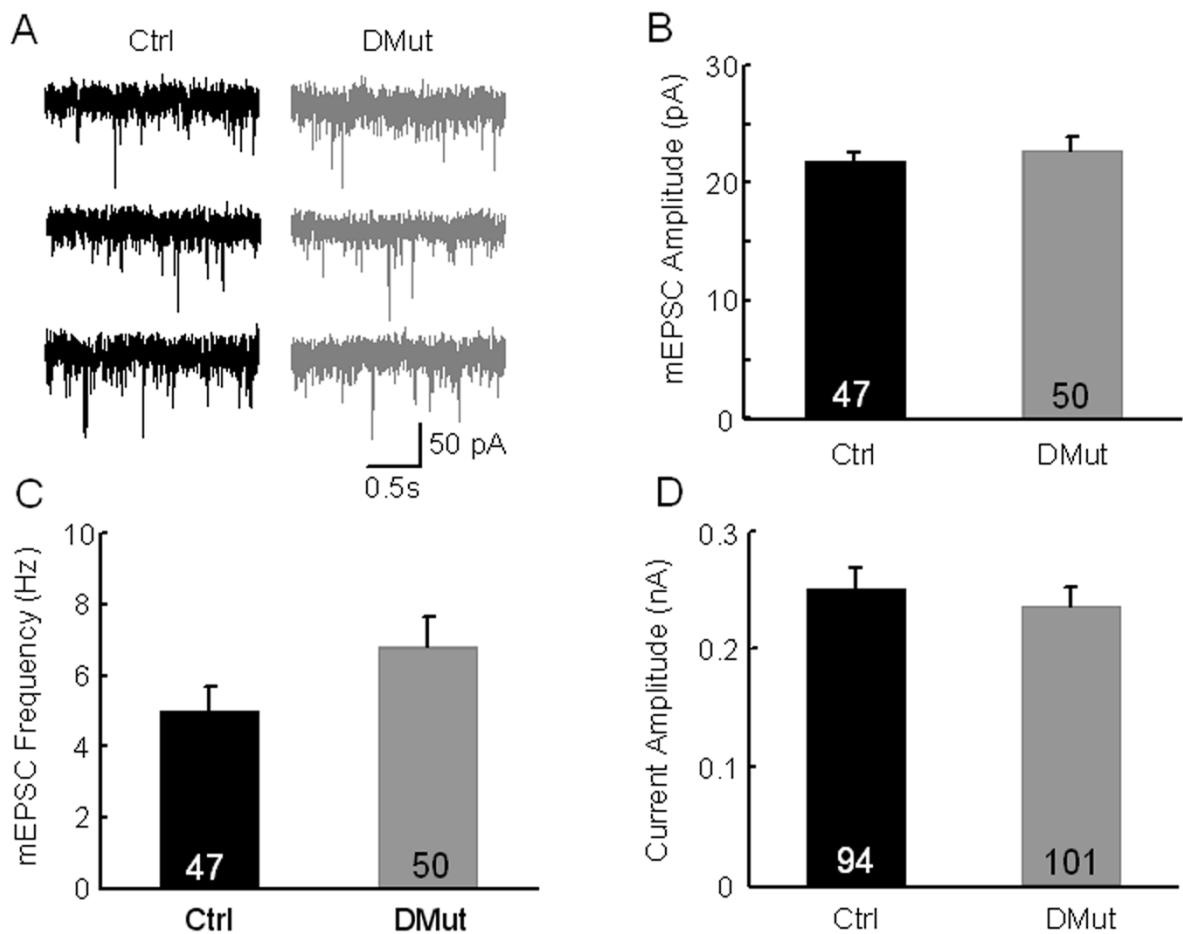 A
Ctrl
DMut
50 pA
0.5s
B
mEPSC Amplitude (pA)
30
20
10
0
47
50
Ctrl
DMut
C
mEPSC Frequency (Hz)
10
8
6
4
2
0
47
50
Ctrl
DMut
D
Current Amplitude (nA)
0.3
0.2
0.1
0
94
101
Ctrl
DMut